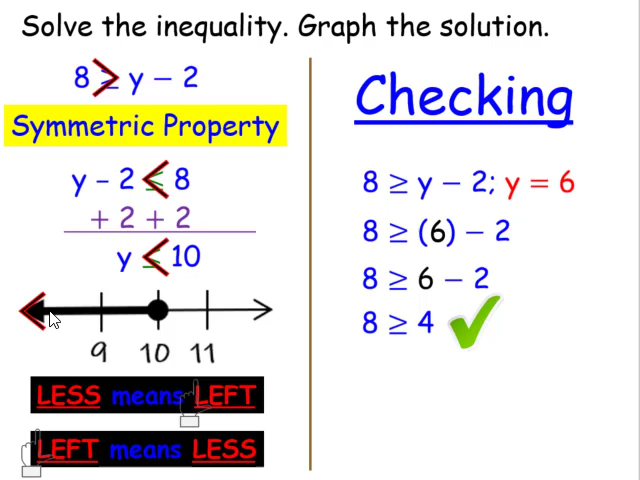 Solve the inequality. Graph the solution.
8 ≥ y − 2
Symmetric Property
y − 2 ≤ 8
+ 2 + 2
y ≤ 10
9 10 11
LESS means LEFT
LEFT means LESS
Checking
8 ≥ y − 2; y = 6
8 ≥ (6) − 2
8 ≥ 6 − 2
8 ≥ 4